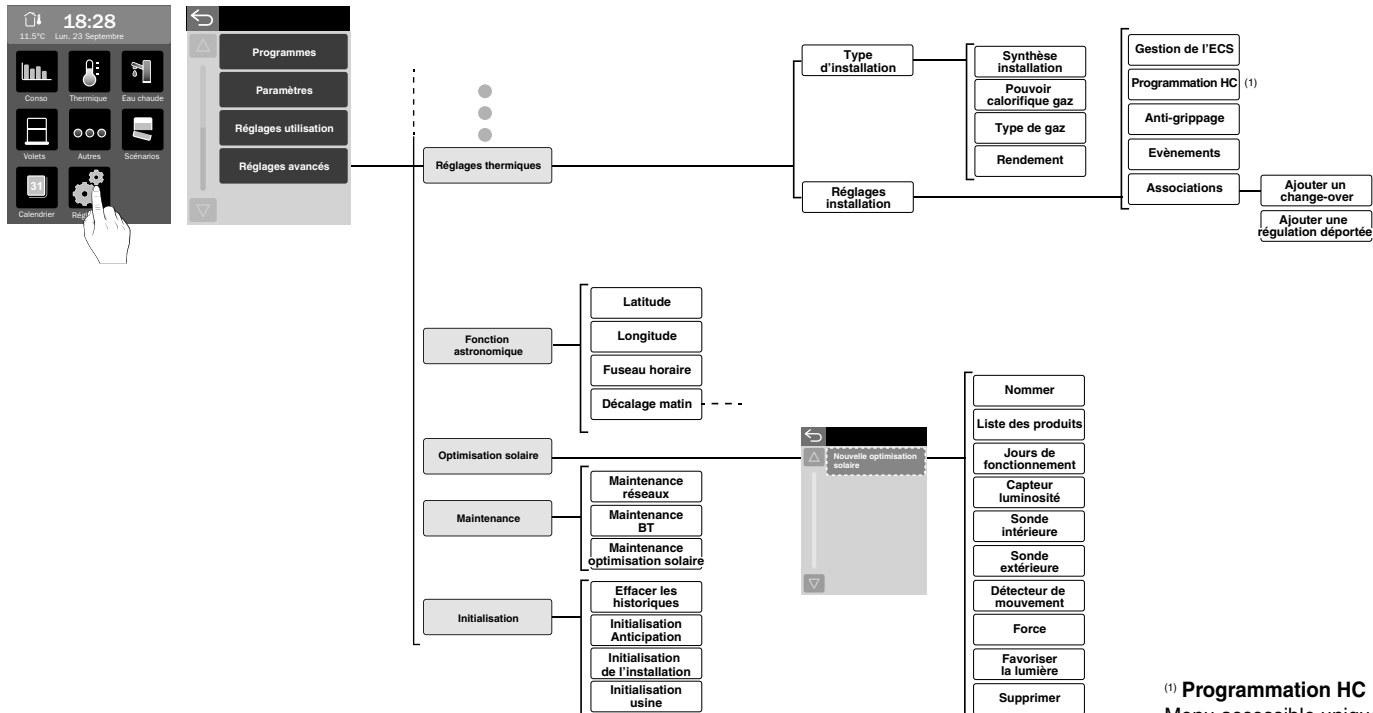 18:28
11.5°C Lun. 23 Septembre
Conso
Thermique
Eau chaude
Volets
Autres
Scénarios
31
Calendrier
Programmes
Paramètres
Réglages utilisation
Réglages avancés
Réglages thermiques
Type
d'installation
Synthèse
installation
Pouvoir
calorifique gaz
Type de gaz
Rendement
Réglages
installation
Gestion de l'ECS
Programmation HC (1)
Anti-grippage
Evènements
Associations
Ajouter un
change-over
Ajouter une
régulation déportée
Fonction
astronomique
Latitude
Longitude
Fuseau horaire
Décalage matin
Optimisation solaire
Nouvelle optimisation
solaire
Nommer
Liste des produits
Jours de
fonctionnement
Capteur
luminosité
Sonde
intérieure
Sonde
extérieure
Détecteur de
mouvement
Force
Favoriser
la lumière
Supprimer
Maintenance
Maintenance
réseaux
Maintenance
BT
Maintenance
optimisation solaire
Initialisation
Effacer les
historiques
Initialisation
Anticipation
Initialisation
de l'installation
Initialisation
usine
(1) Programmation HC